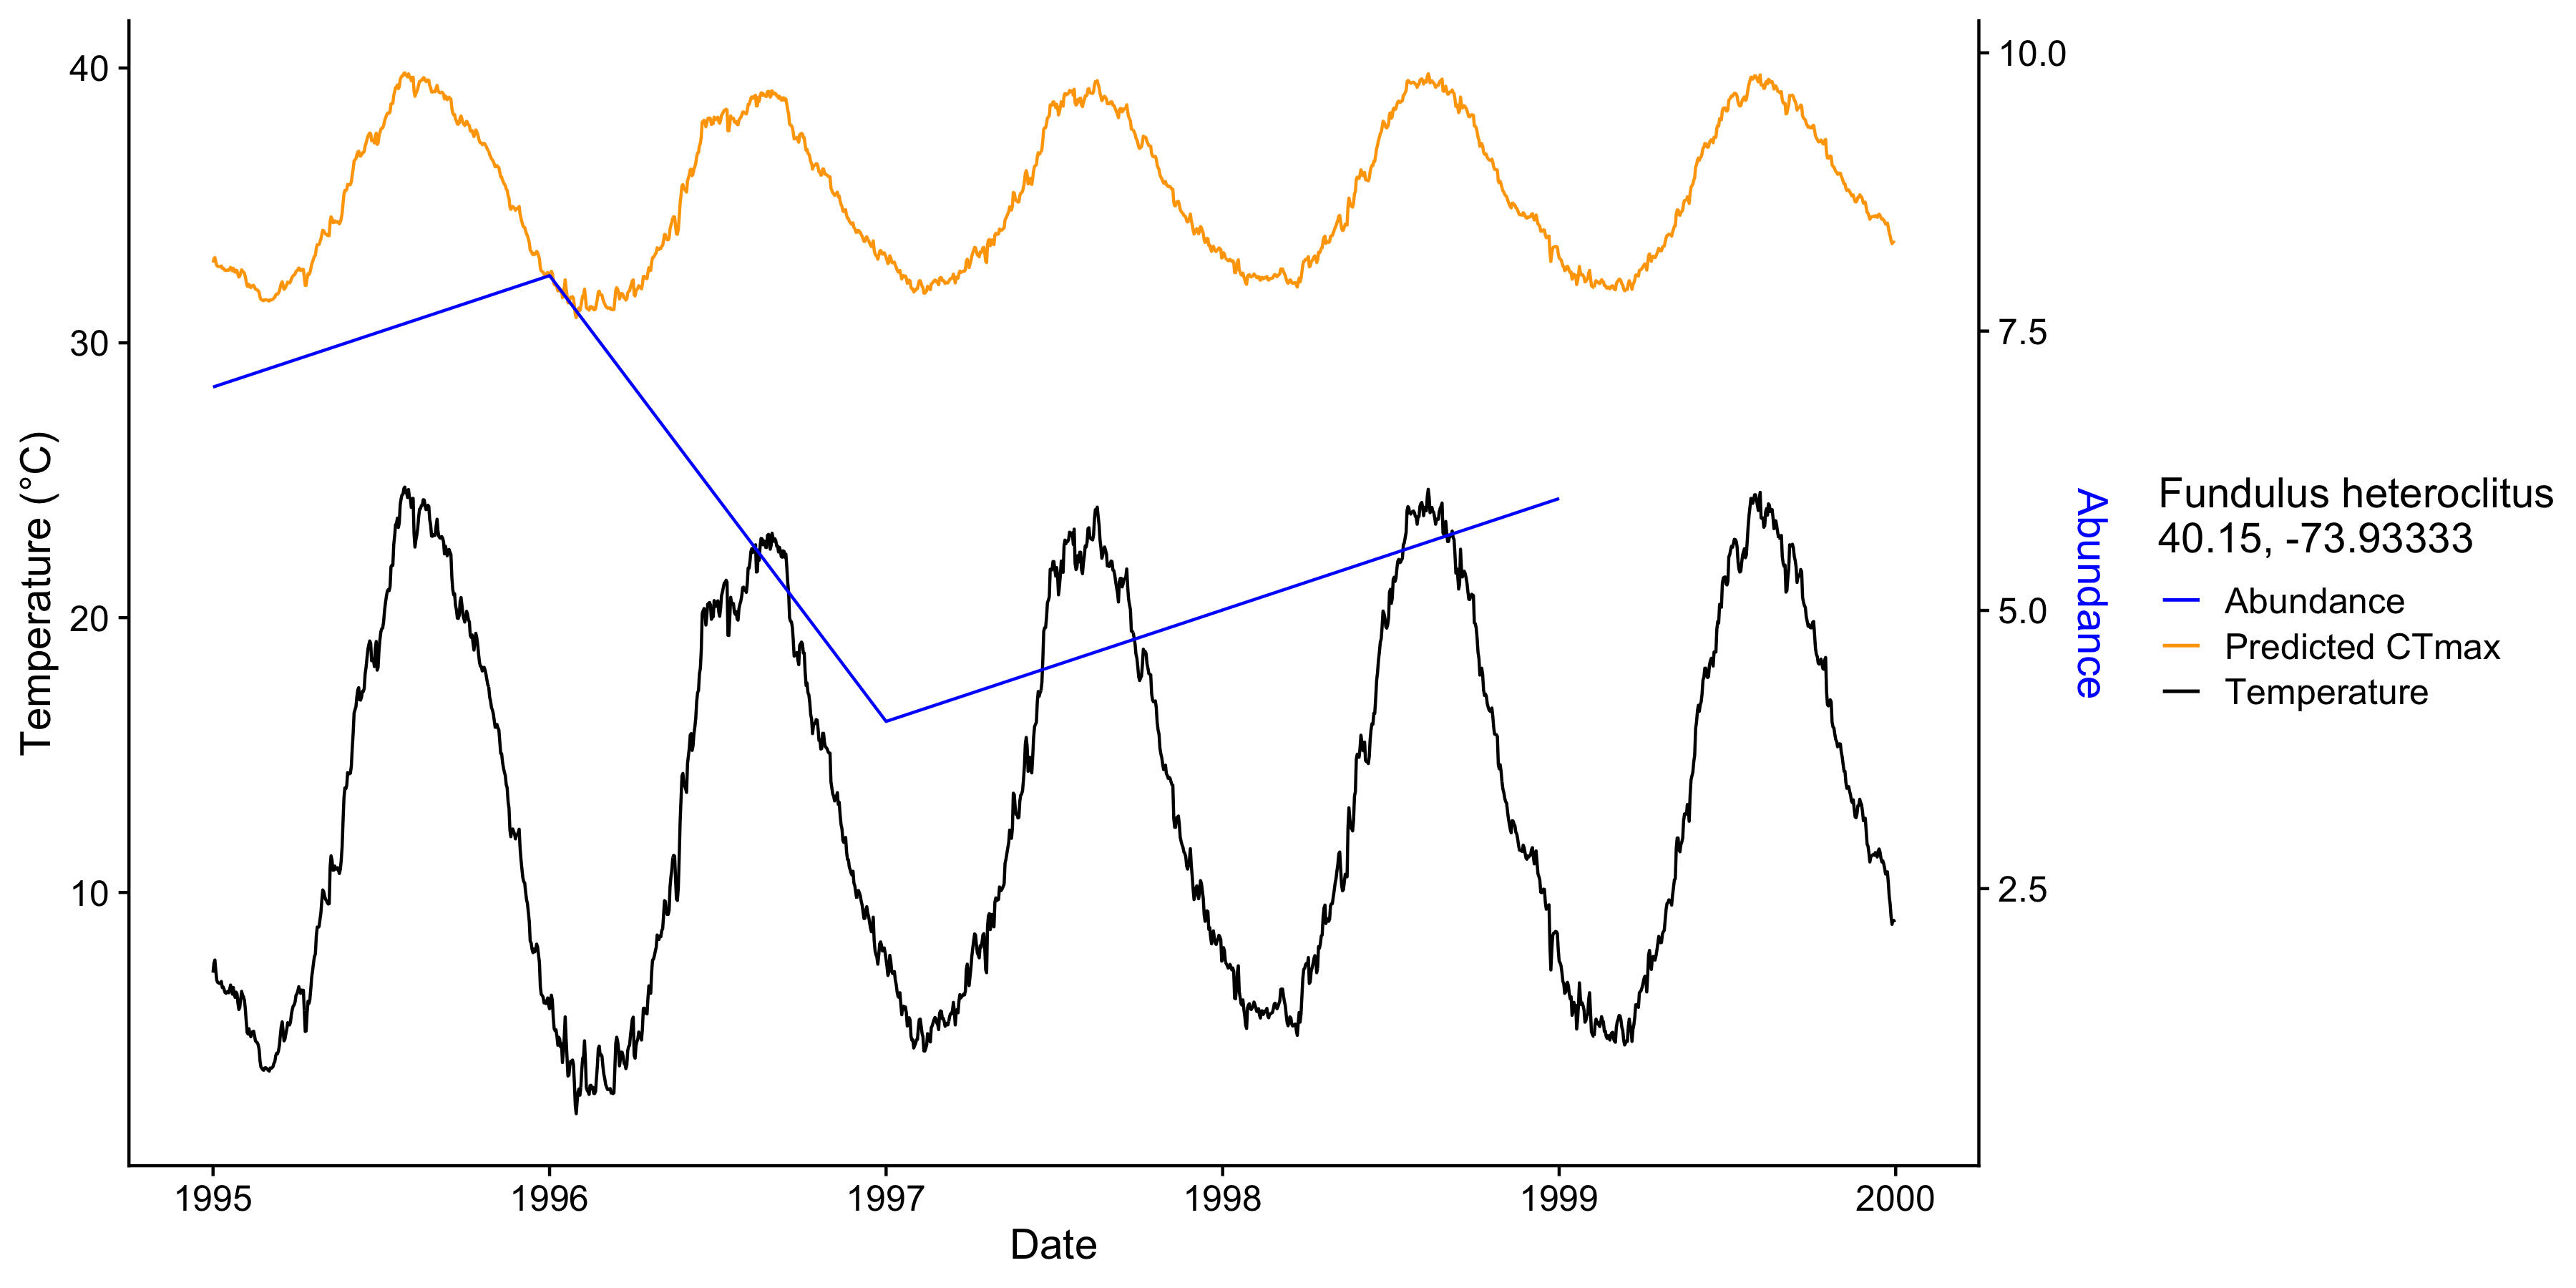 40
30
20
10
Temperature (°C)
1995
1996
1997
1998
1999
2000
Date
10.0
7.5
5.0
2.5
Abundance
Fundulus heteroclitus
40.15, -73.93333
Abundance
Predicted CTmax
Temperature